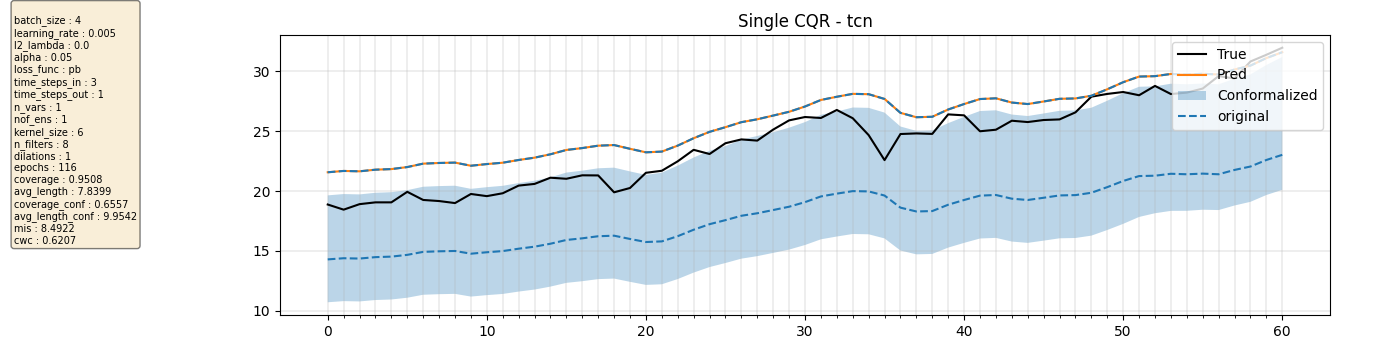 batch_size : 4
learning_rate : 0.005
l2_lambda : 0.0
alpha : 0.05
loss_func : pb
time_steps_in : 3
time_steps_out : 1
n_vars : 1
nof_ens : 1
kernel_size : 6
n_filters : 8
dilations : 1
epochs : 116
coverage : 0.9508
avg_length : 7.8399
coverage_conf : 0.6557
avg_length_conf : 9.9542
mis : 8.4922
cwc : 0.6207
Single CQR - tcn
True
Pred
Conformalized
original
30
25
20
15
10
0
10
20
30
40
50
60